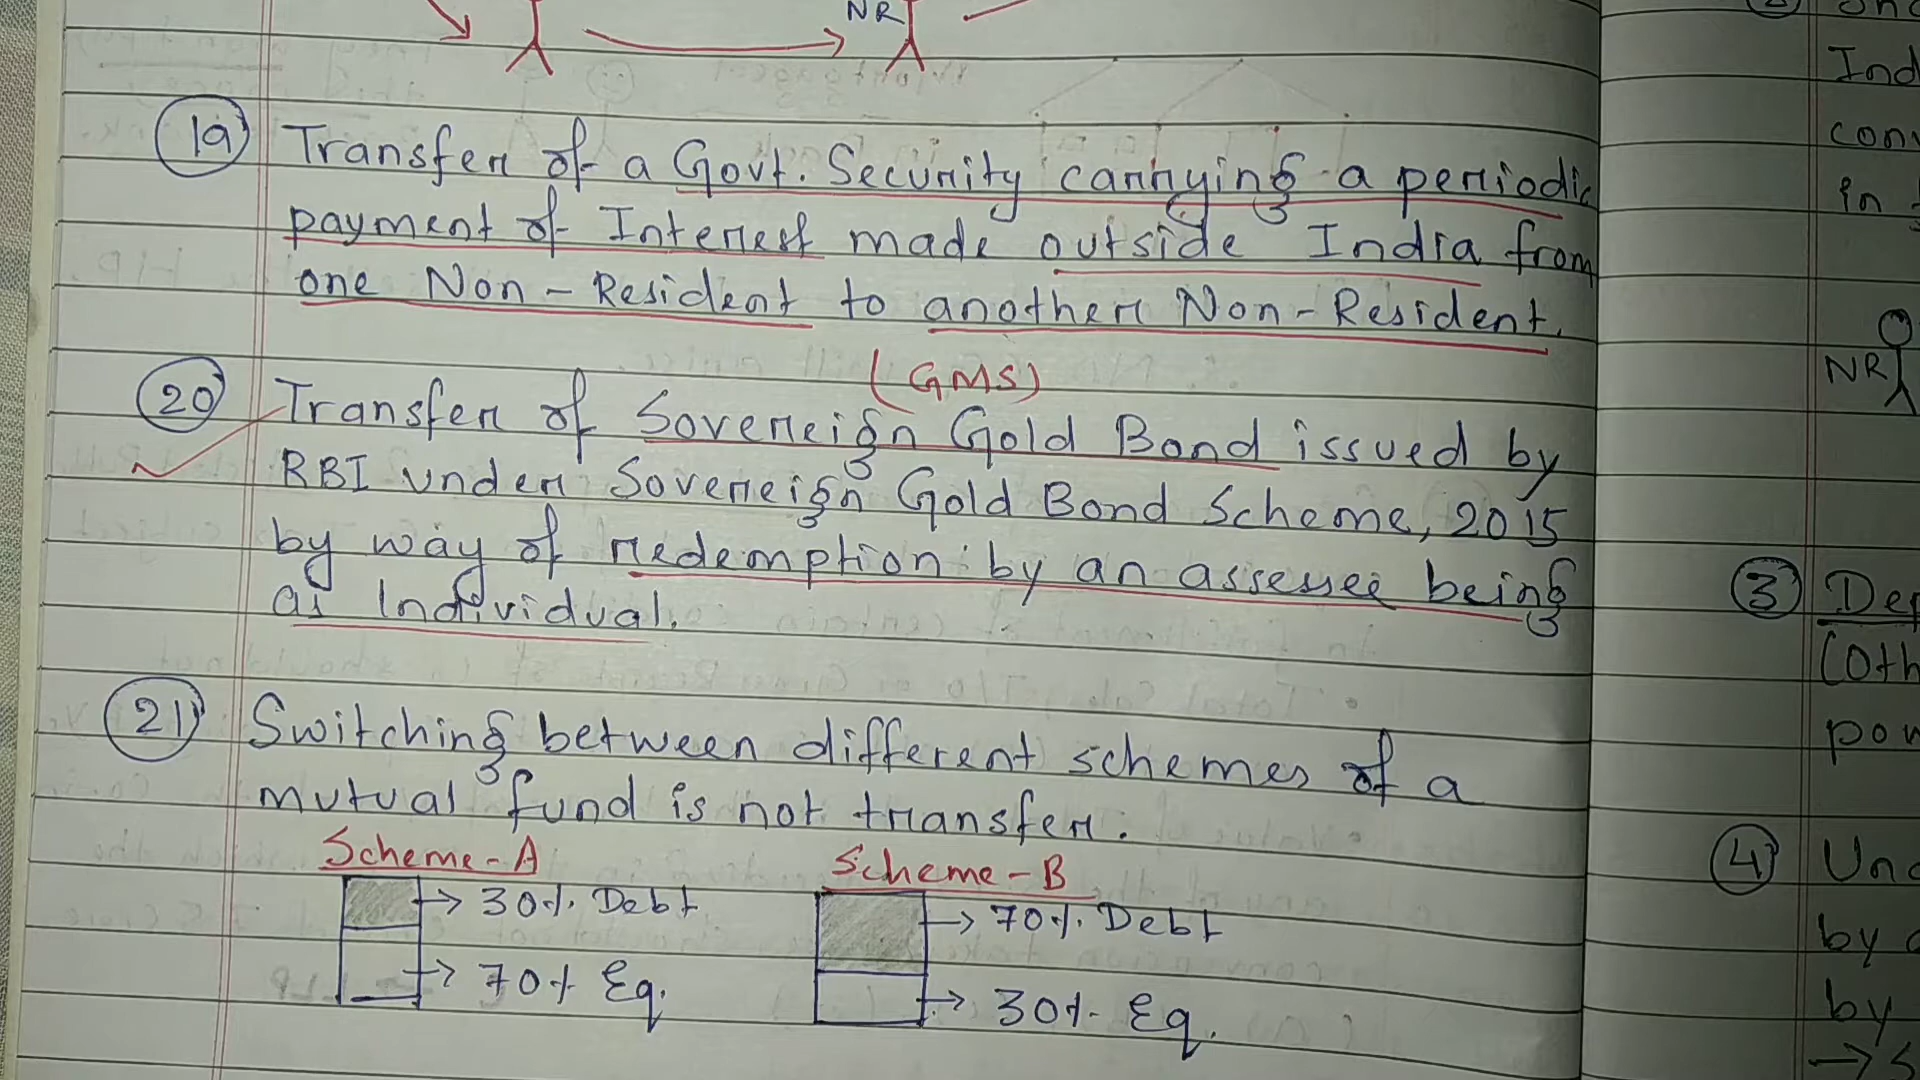 NR
(19) Transfer of a Govt. Security carrying a periodic
payment of Interest made outside India from
one Non-Resident to another Non-Resident.
(GMS)
(20) Transfer of Sovereign Gold Bond issued by
RBI under Sovereign Gold Bond Scheme, 2015
by way of redemption by an assessee being
as Individual.
(21) Switching between different schemes of a
mutual fund is not transfer.
Scheme-A Scheme-B
→ 30% Debt → 70% Debt
→ 70% Eq. → 30% Eq.
Ind
in
NR
(3)
(Oth
(4)
by
by